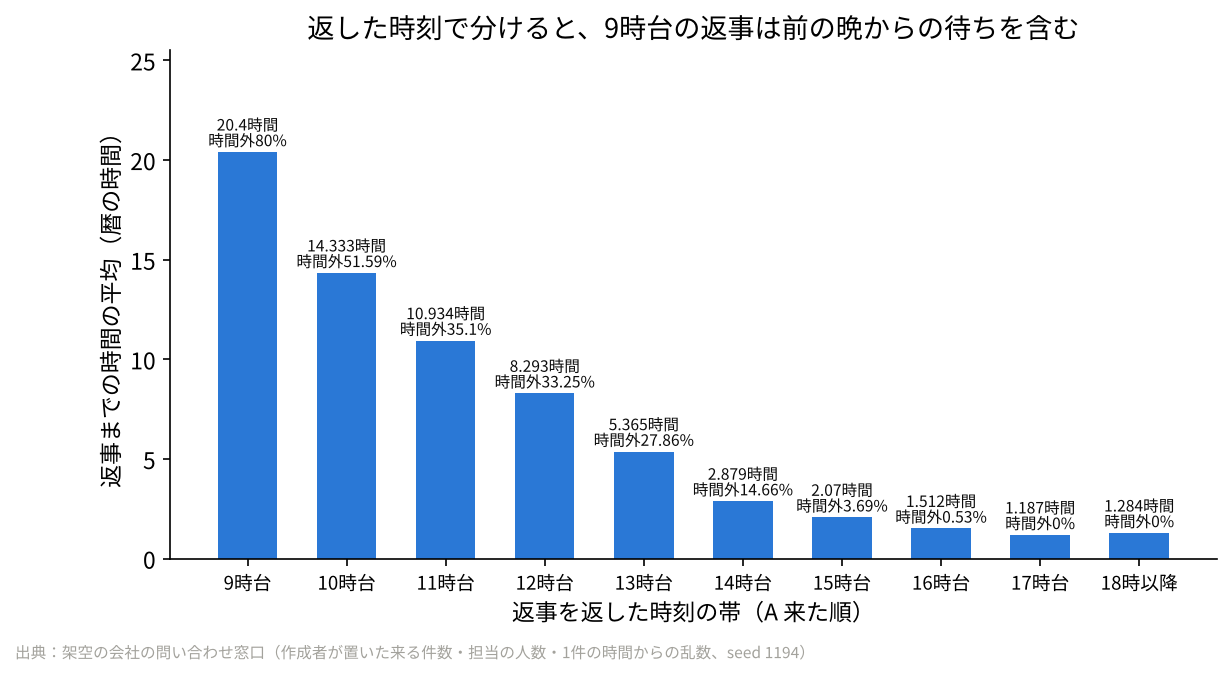 返した時刻で分けると、9時台の返事は前の晩からの待ちを含む
返事までの時間の平均（暦の時間）
25
20
15
10
5
0
20.4時間
時間外80%
14.333時間
時間外51.59%
10.934時間
時間外35.1%
8.293時間
時間外33.25%
5.365時間
時間外27.86%
2.879時間
時間外14.66%
2.07時間
時間外3.69%
1.512時間
時間外0.53%
1.187時間
時間外0%
1.284時間
時間外0%
9時台
10時台
11時台
12時台
13時台
14時台
15時台
16時台
17時台
18時以降
返事を返した時刻の帯（A 来た順）
出典：架空の会社の問い合わせ窓口（作成者が置いた来る件数・担当の人数・1件の時間からの乱数、seed 1194）